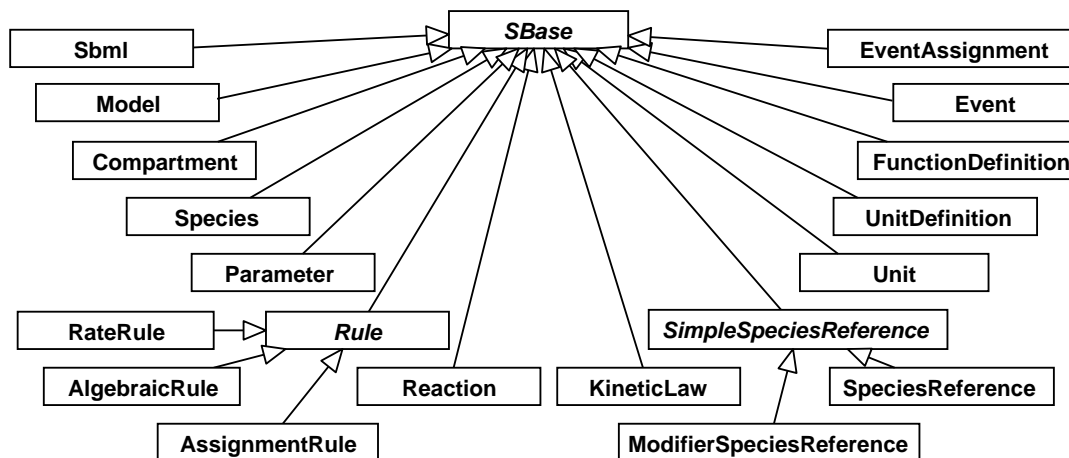 SBase
Sbml
EventAssignment
Model
Event
Compartment
FunctionDefinition
Species
UnitDefinition
Parameter
Unit
RateRule
Rule
SimpleSpeciesReference
AlgebraicRule
Reaction
KineticLaw
SpeciesReference
AssignmentRule
ModifierSpeciesReference